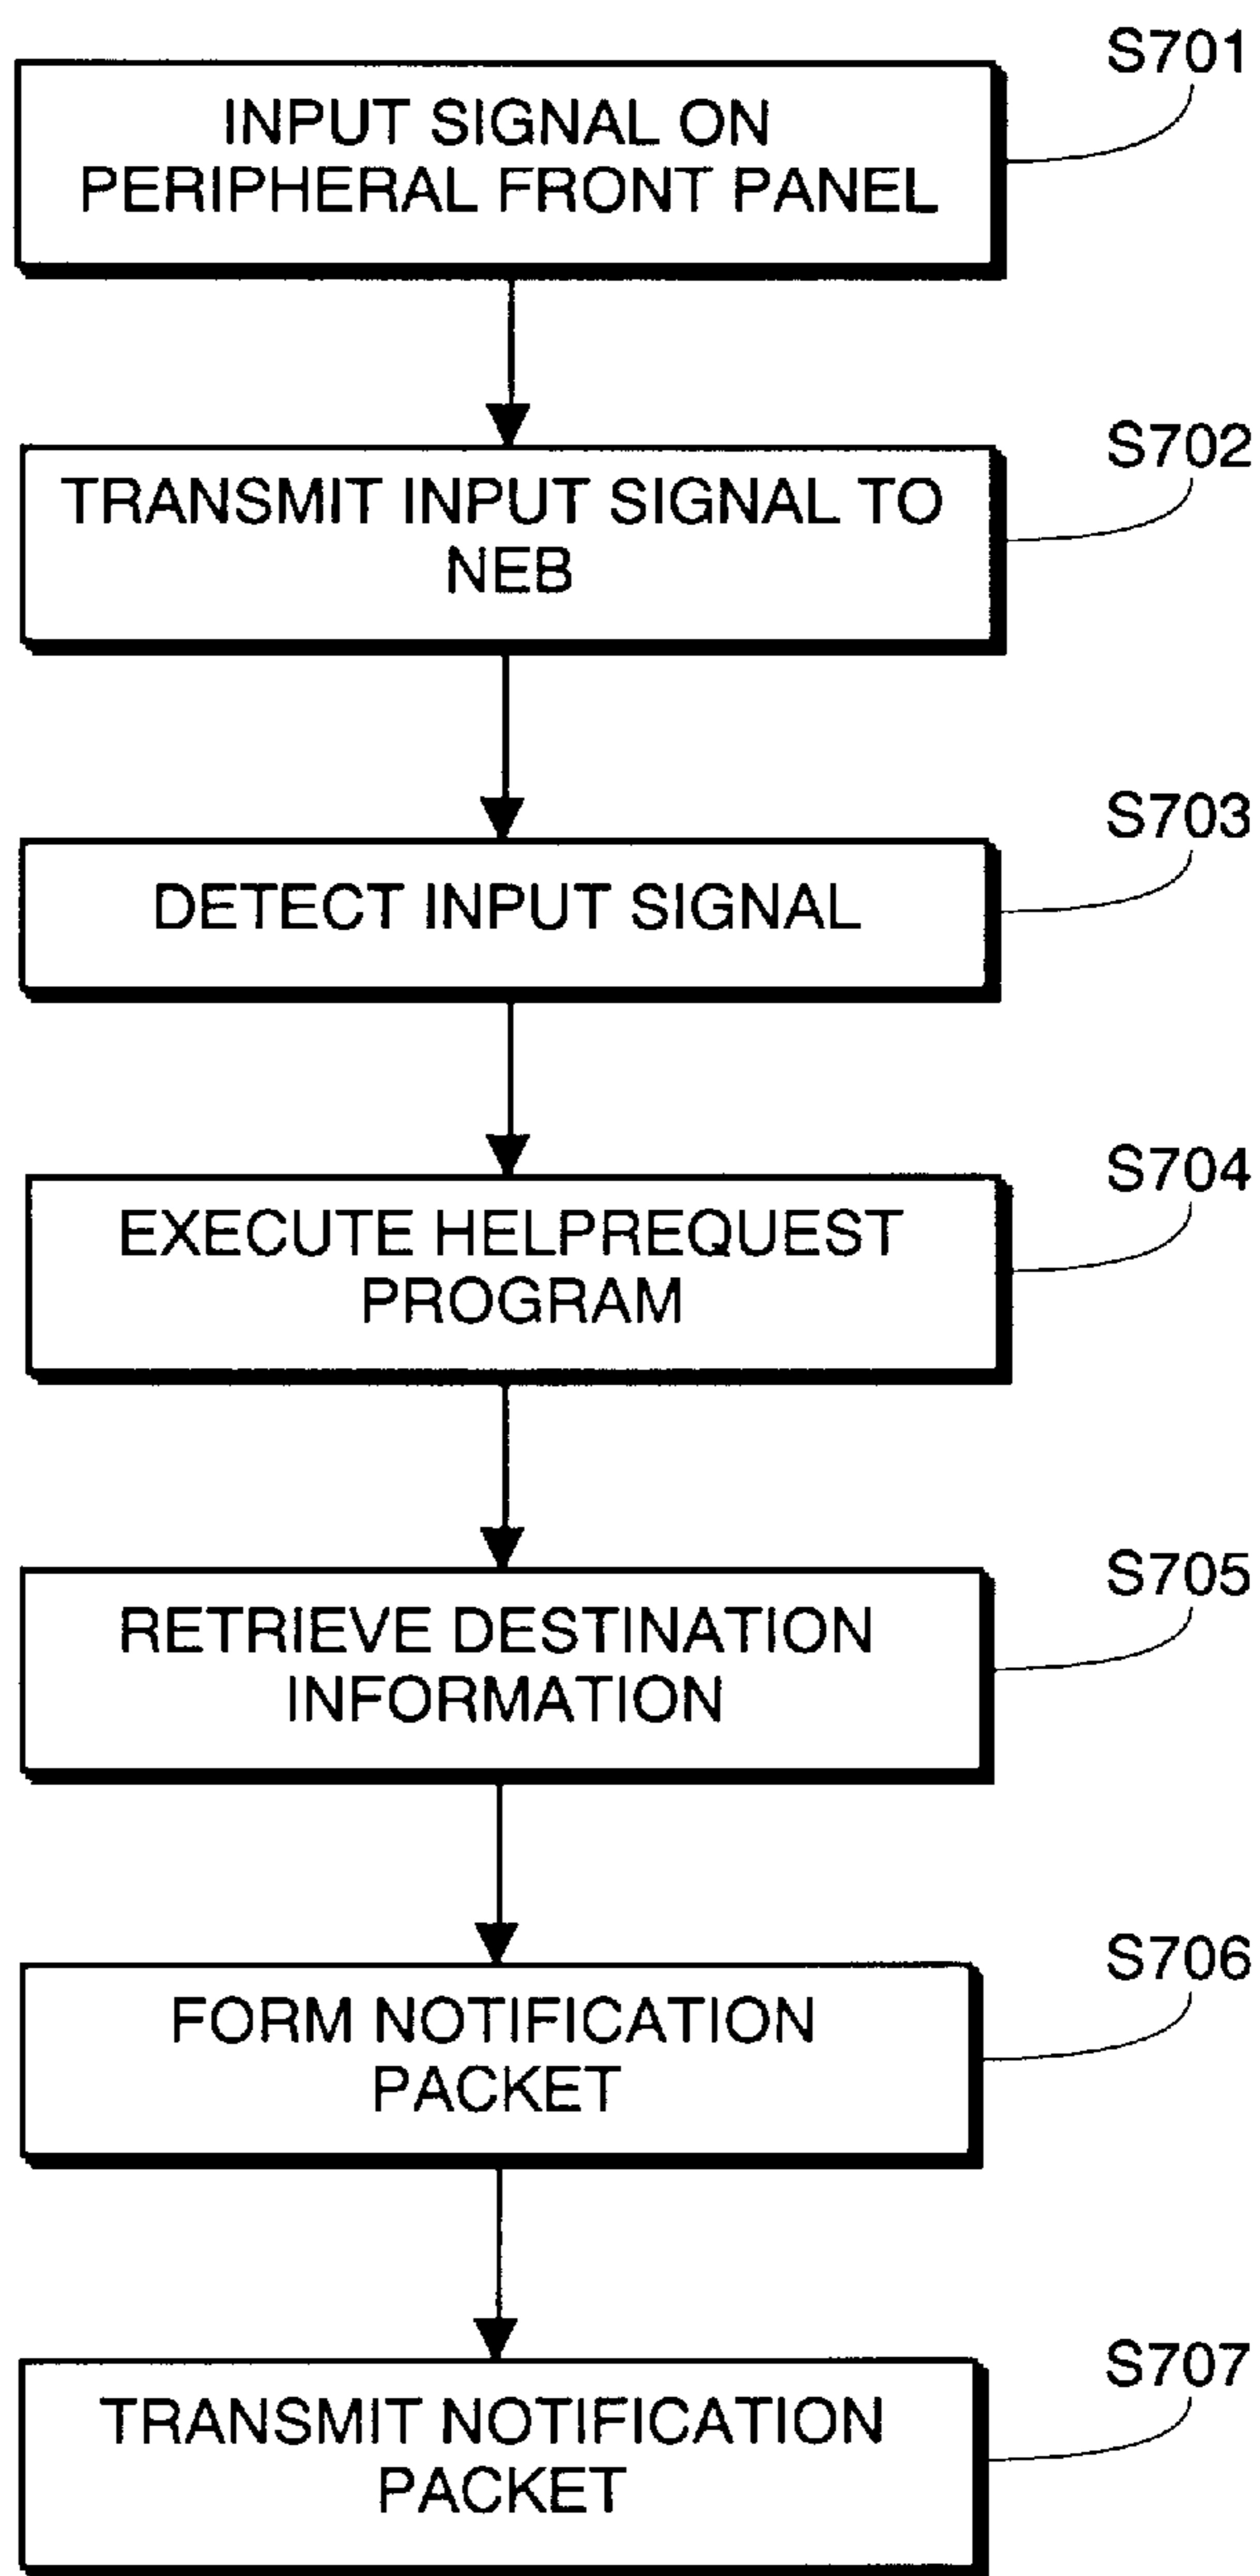 S701
INPUT SIGNAL ON
PERIPHERAL FRONT PANEL
S702
TRANSMIT INPUT SIGNAL TO
NEB
S703
DETECT INPUT SIGNAL
S704
EXECUTE HELPREQUEST
PROGRAM
S705
RETRIEVE DESTINATION
INFORMATION
S706
FORM NOTIFICATION
PACKET
S707
TRANSMIT NOTIFICATION
PACKET